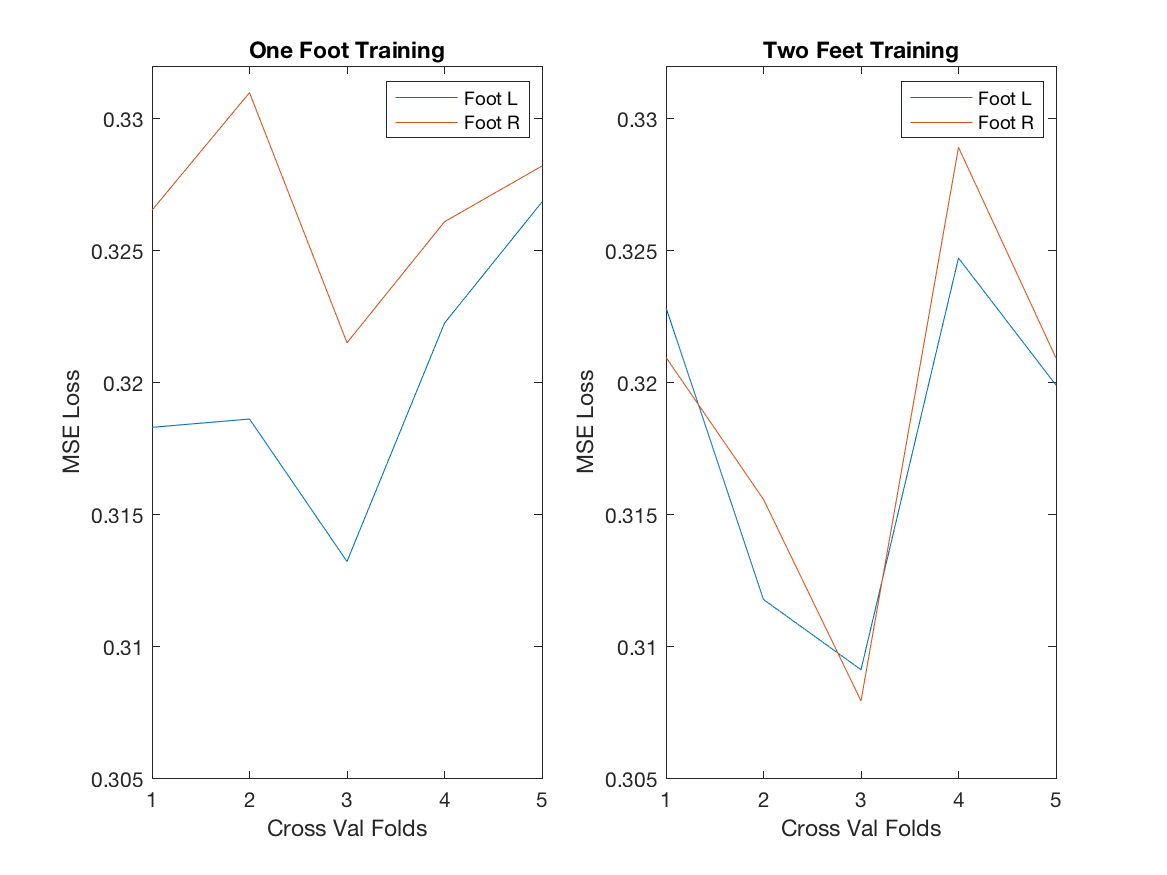 One Foot Training
Foot L
Foot R
0.33
0.325
0.32
0.315
0.31
0.305
MSE Loss
1 2 3 4 5
Cross Val Folds
Two Feet Training
Foot L
Foot R
0.33
0.325
0.32
0.315
0.31
0.305
MSE Loss
1 2 3 4 5
Cross Val Folds